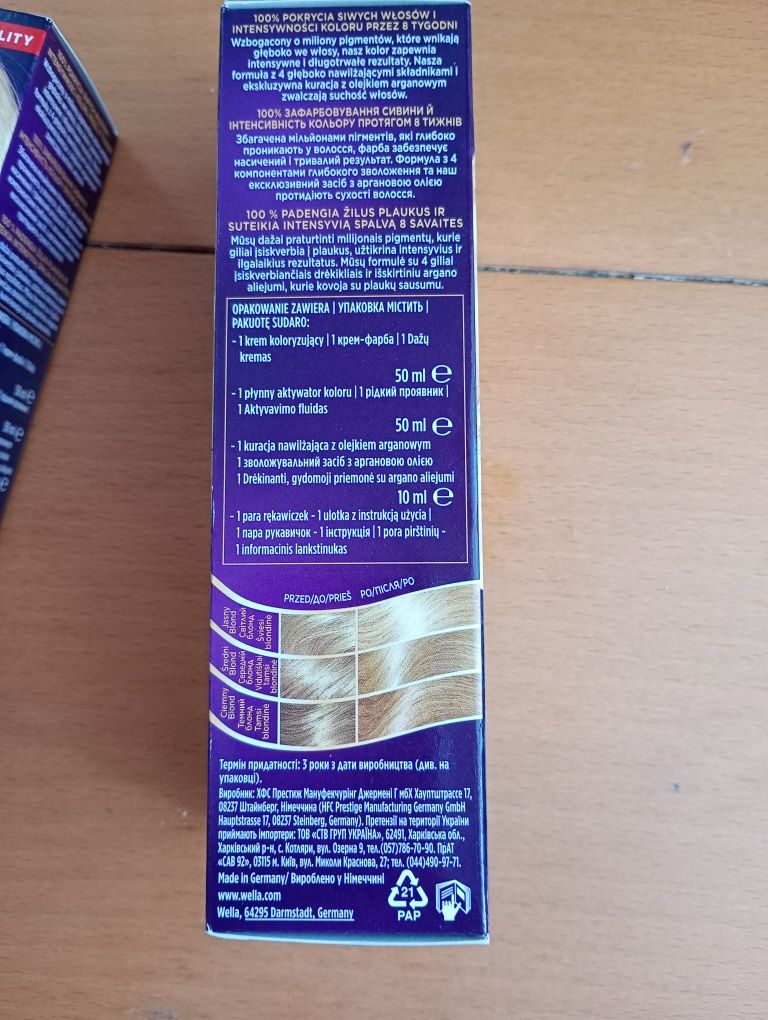 LITY
100% POKRYCIA SIWYCH WŁOSÓW I
INTENSYWNOŚCI KOLORU PRZEZ 8 TYGODNI
Wzbogacony o miliony pigmentów, które wnikają
głęboko we włosy, nasz kolor zapewnia
intensywne i długotrwałe rezultaty. Nasza
formuła z 4 głęboko nawilżającymi składnikami i
ekskluzywna kuracja z olejkiem arganowym
zwalczają suchość włosów.
100% ЗАФАРБОВУВАННЯ СИВИНИ Й
ІНТЕНСИВНІСТЬ КОЛЬОРУ ПРОТЯГОМ 8 ТИЖНІВ
Збагачена мільйонами пігментів, які глибоко
проникають у волосся, фарба забезпечує
насичений і тривалий результат. Формула з 4
компонентами глибокого зволоження та наш
ексклюзивний засіб з аргановою олією
протидіють сухості волосся.
100 % PADENGIA ŽILUS PLAUKUS IR
SUTEIKIA INTENSYVIĄ SPALVĄ 8 SAVAITES
Mūsų dažai praturtinti milijonais pigmentų, kurie
giliai įsiskverbia į plaukus, užtikrina intensyvius ir
ilgalaikius rezultatus. Mūsų formulė su 4 giliai
įsiskverbiančiais drėkikliais ir išskirtiniu argano
aliejumi, kurie kovoja su plaukų sausumu.
OPAKOWANIE ZAWIERA | УПАКОВКА МІСТИТЬ |
PAKUOTĘ SUDARO:
- 1 krem koloryzujący | 1 крем-фарба | 1 Dažų
kremas
50 ml ℮
- 1 płynny aktywator koloru | 1 рідкий проявник |
1 Aktyvavimo fluidas
50 ml ℮
- 1 kuracja nawilżająca z olejkiem arganowym
1 зволожувальний засіб з аргановою олією
1 Drėkinanti, gydomoji priemonė su argano aliejumi
10 ml ℮
- 1 para rękawiczek - 1 ulotka z instrukcją użycia |
1 пара рукавичок - 1 інструкція | 1 pora pirštinių -
1 informacinis lankstinukas
PRZED/ДО/PRIEŠ PO/ПІСЛЯ/PO
Jasny
Blond
Світлий
блонд
Šviesi
blondinė
Średni
Blond
Середній
блонд
Vidutiškai
tamsi
blondinė
Ciemny
Blond
Темний
блонд
Tamsi
blondinė
Термін придатності: 3 роки з дати виробництва (див. на
упаковці).
Виробник: ХФС Престиж Мануфекчурінг Джермені Г мбХ Хауптштрассе 17,
08237 Штайнберг, Німеччина (HFC Prestige Manufacturing Germany GmbH
Hauptstrasse 17, 08237 Steinberg, Germany). Претензії на території України
приймають імпортери: ТОВ «СТВ ГРУП УКРАЇНА», 62491, Харківська обл.,
Харківський р-н, с. Котляри, вул. Озерна 9, тел.(057)786-70-90. ПрАТ
«САВ 92», 03115 м. Київ, вул. Миколи Краснова, 27; тел. (044)490-97-71.
Made in Germany/ Вироблено у Німеччині
www.wella.com
Wella, 64295 Darmstadt, Germany
21
PAP